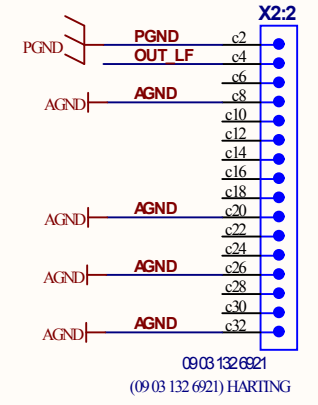 X2:2
PGND PGND c2
OUT_LF c4
c6
AGND AGND c8
c10
c12
c14
c16
c18
AGND AGND c20
c22
c24
AGND AGND c26
c28
c30
AGND AGND c32
09 03 132 6921
(09 03 132 6921) HARTING